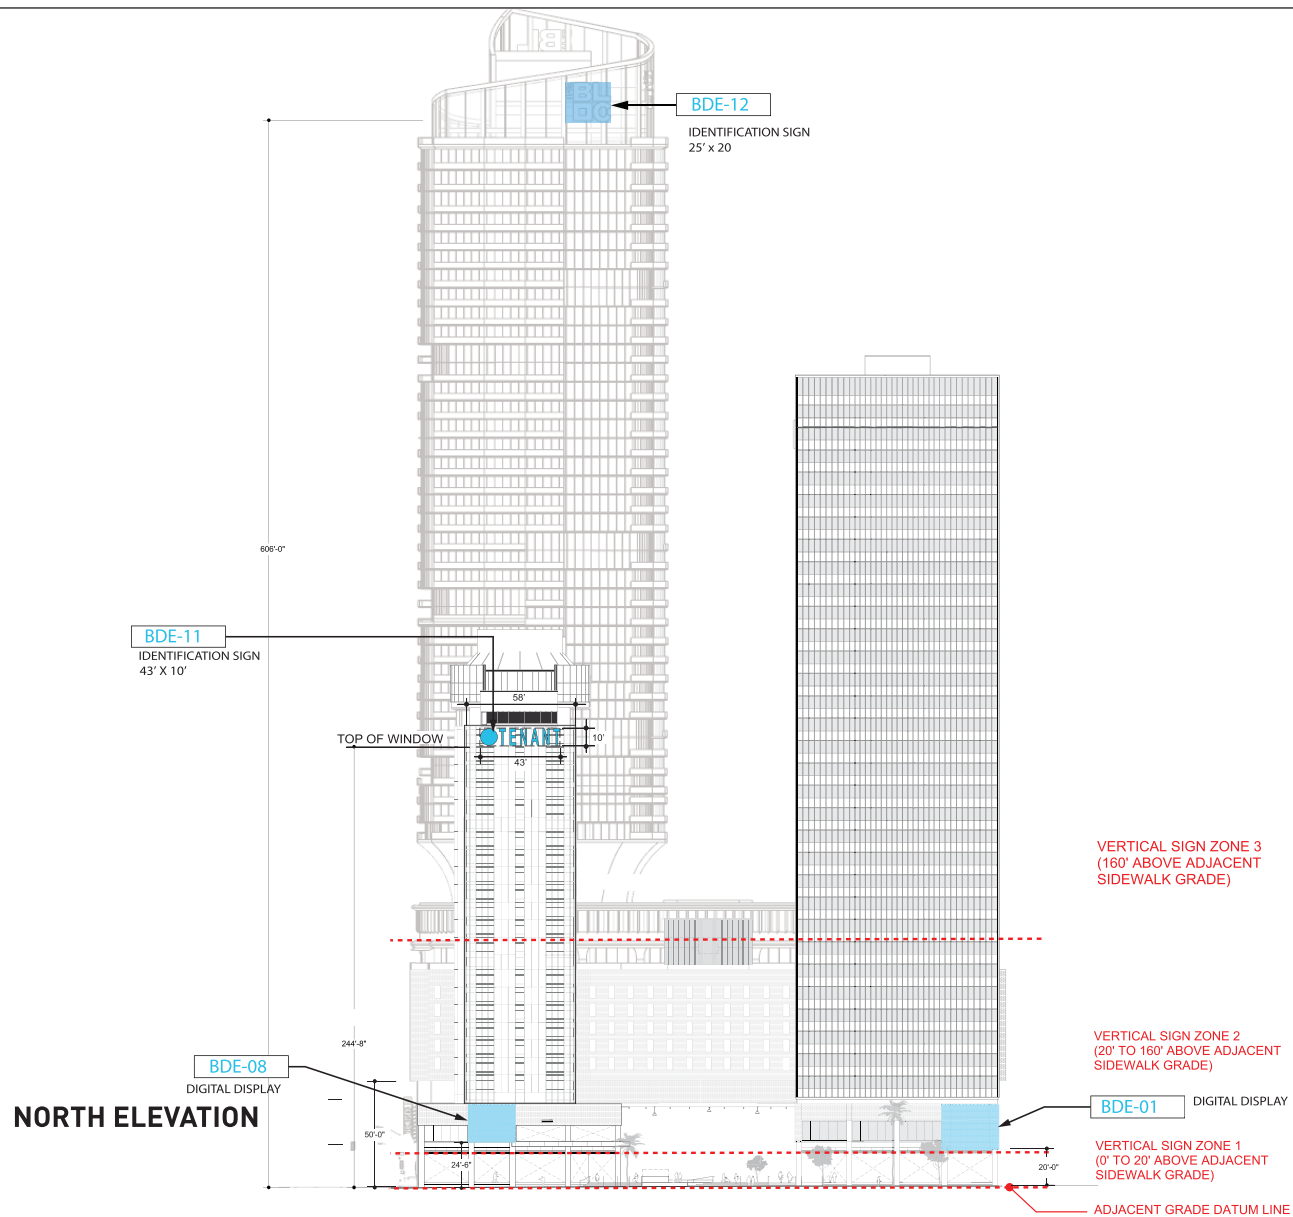 BDE-12
IDENTIFICATION SIGN
25’ x 20
606'-0"
BDE-11
IDENTIFICATION SIGN
43’ X 10’
58'
TOP OF WINDOW
TENANT
10'
43'
VERTICAL SIGN ZONE 3
(160' ABOVE ADJACENT
SIDEWALK GRADE)
244'-8"
VERTICAL SIGN ZONE 2
(20' TO 160' ABOVE ADJACENT
SIDEWALK GRADE)
BDE-08
DIGITAL DISPLAY
BDE-01
DIGITAL DISPLAY
NORTH ELEVATION
50'-0"
24'-6"
20'-0"
VERTICAL SIGN ZONE 1
(0' TO 20' ABOVE ADJACENT
SIDEWALK GRADE)
ADJACENT GRADE DATUM LINE